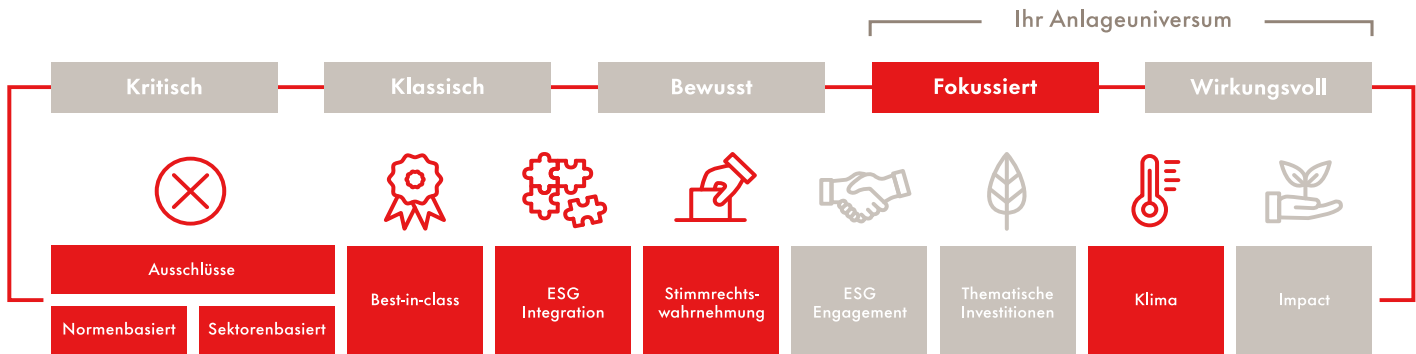 Ihr Anlageuniversum
Kritisch
Klassisch
Bewusst
Fokussiert
Wirkungsvoll
Ausschlüsse
Normenbasiert
Sektorenbasiert
Best-in-class
ESG
Integration
Stimmrechts-
wahrnehmung
ESG
Engagement
Thematische
Investitionen
Klima
Impact